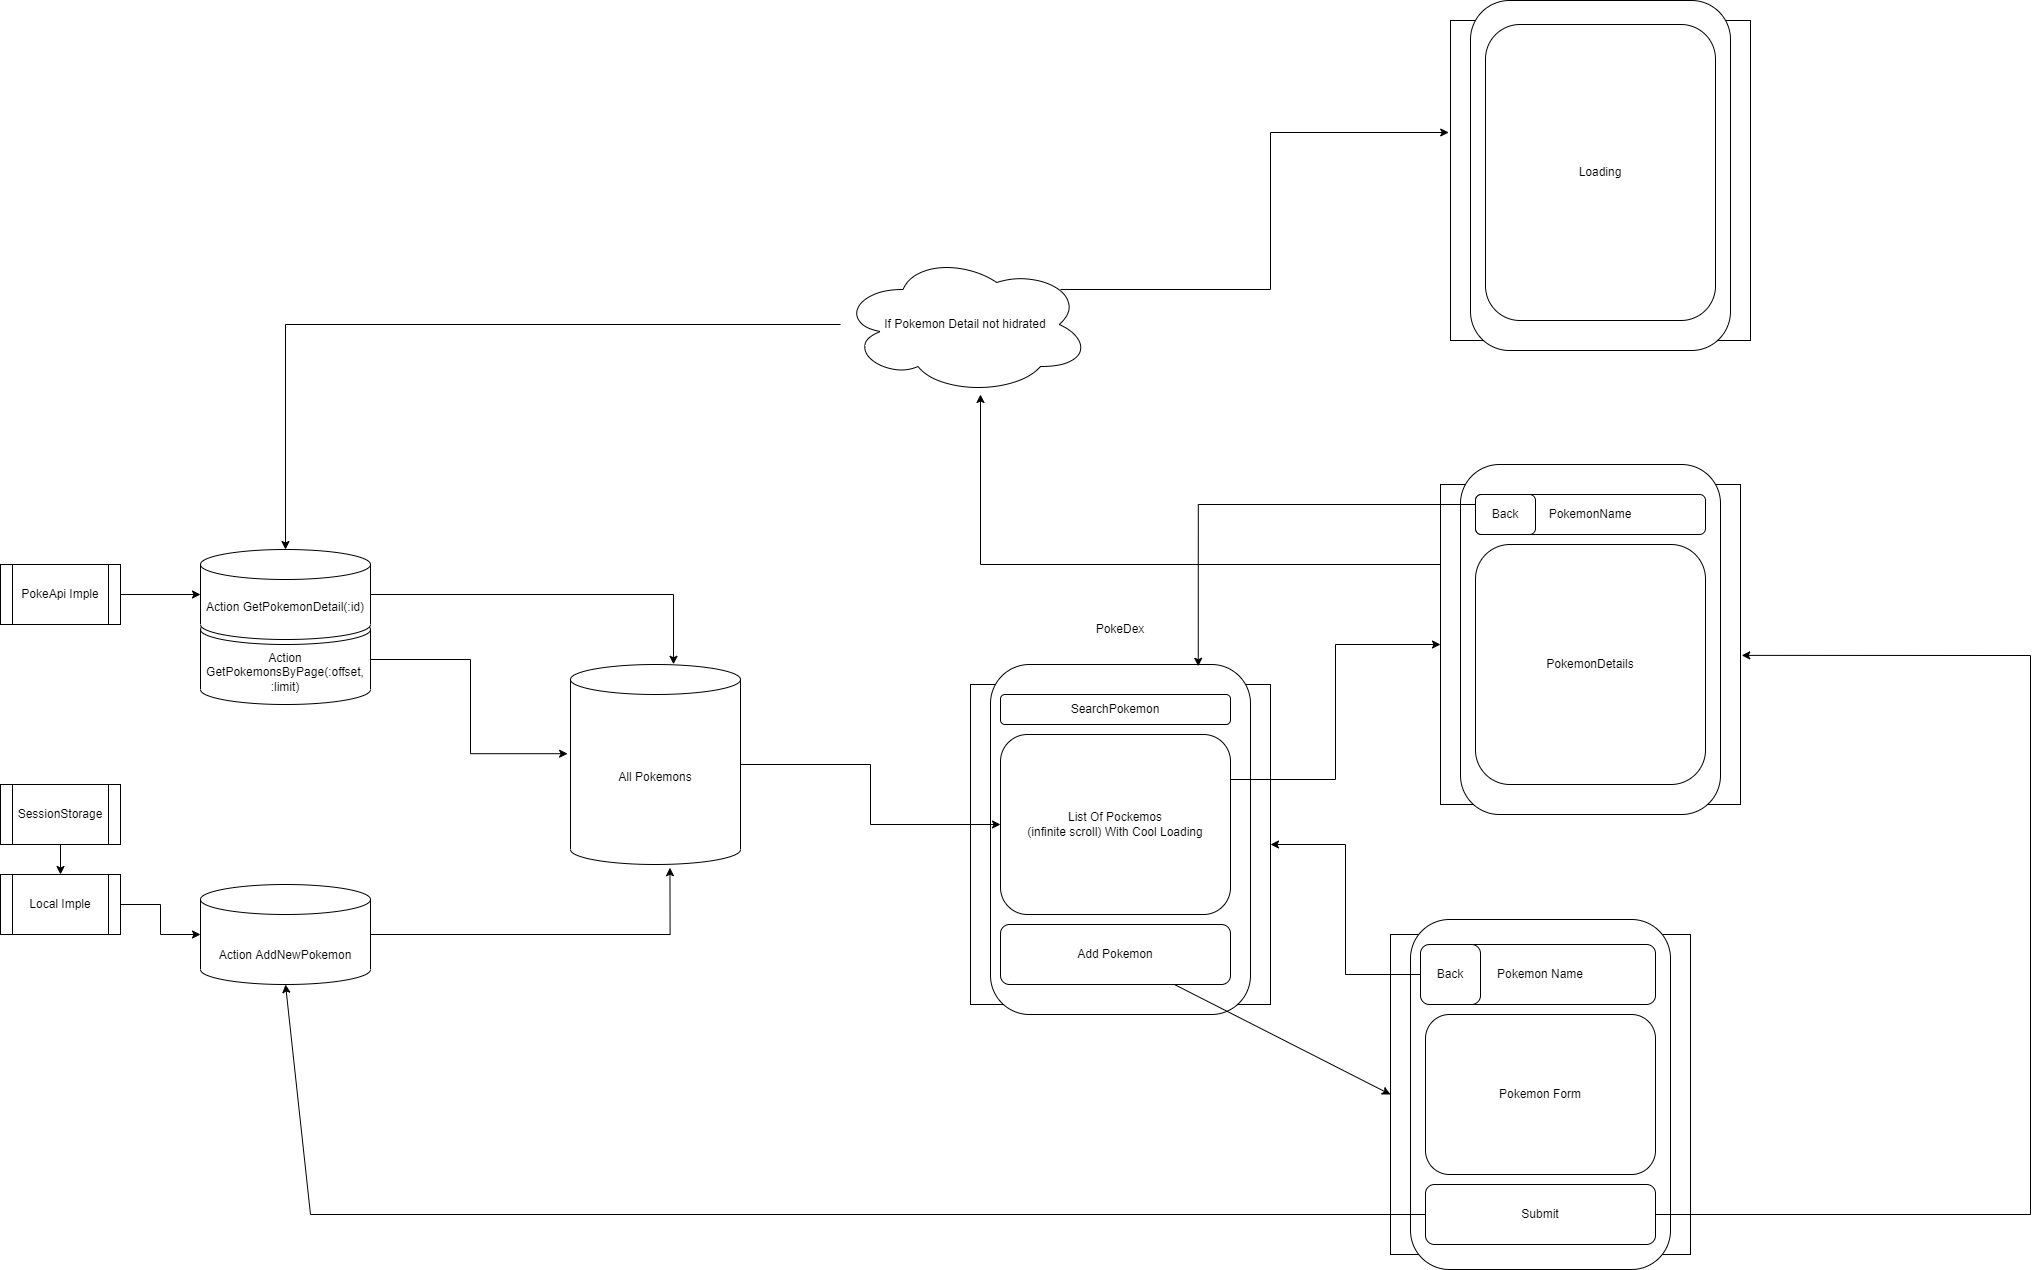 Loading
If Pokemon Detail not hidrated
Back
PokemonName
PokeApi Imple
Action GetPokemonDetail(:id)
PokeDex
Action
GetPokemonsByPage(:offset,
:limit)
PokemonDetails
SearchPokemon
All Pokemons
SessionStorage
List Of Pockemos
(infinite scroll) With Cool Loading
Local Imple
Action AddNewPokemon
Add Pokemon
Back
Pokemon Name
Pokemon Form
Submit